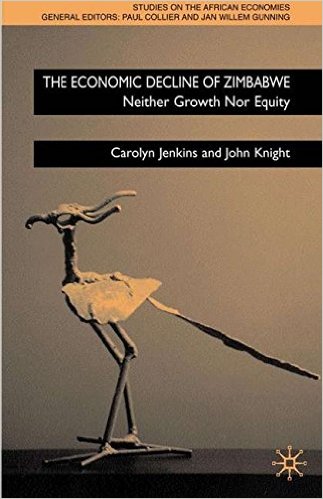 STUDIES ON THE AFRICAN ECONOMIES
GENERAL EDITORS: PAUL COLLIER AND JAN WILLEM GUNNING
THE ECONOMIC DECLINE OF ZIMBABWE
Neither Growth Nor Equity
Carolyn Jenkins and John Knight